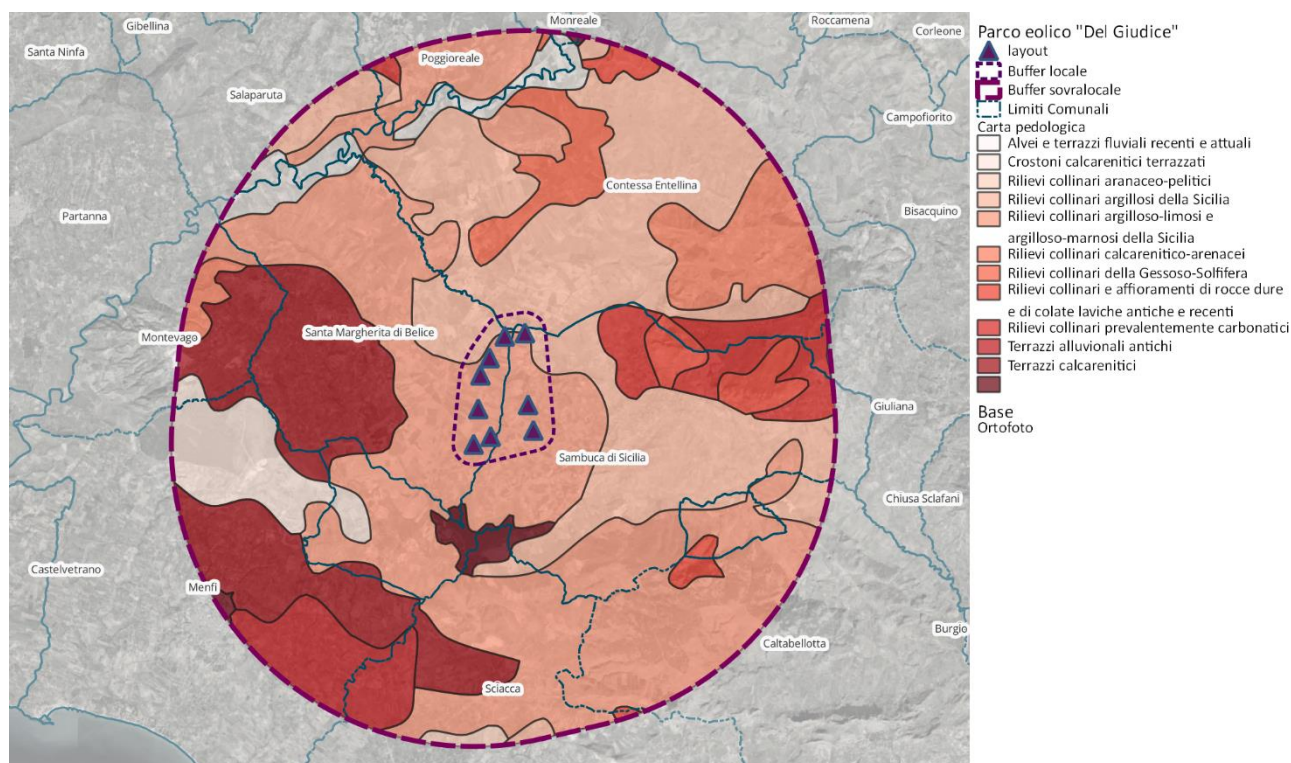 Gibellina
Monreale
Roccamena
Corleone
Santa Ninfa
Poggioreale
Salaparuta
Campofiorito
Contessa Entellina
Partanna
Bisacquino
Montevago
Santa Margherita di Belice
Giuliana
Sambuca di Sicilia
Chiusa Sclafani
Castelvetrano
Menfi
Burgio
Caltabellotta
Sciacca
Parco eolico "Del Giudice"
layout
Buffer locale
Buffer sovralocale
Limiti Comunali
Carta pedologica
Alvei e terrazzi fluviali recenti e attuali
Crostoni calcarenitici terrazzati
Rilievi collinari aranaceo-pelitici
Rilievi collinari argillosi della Sicilia
Rilievi collinari argilloso-limosi e
argilloso-marnosi della Sicilia
Rilievi collinari calcarenitico-arenacei
Rilievi collinari della Gessoso-Solfifera
Rilievi collinari e affioramenti di rocce dure
e di colate laviche antiche e recenti
Rilievi collinari prevalentemente carbonatici
Terrazzi alluvionali antichi
Terrazzi calcarenitici
Base
Ortofoto